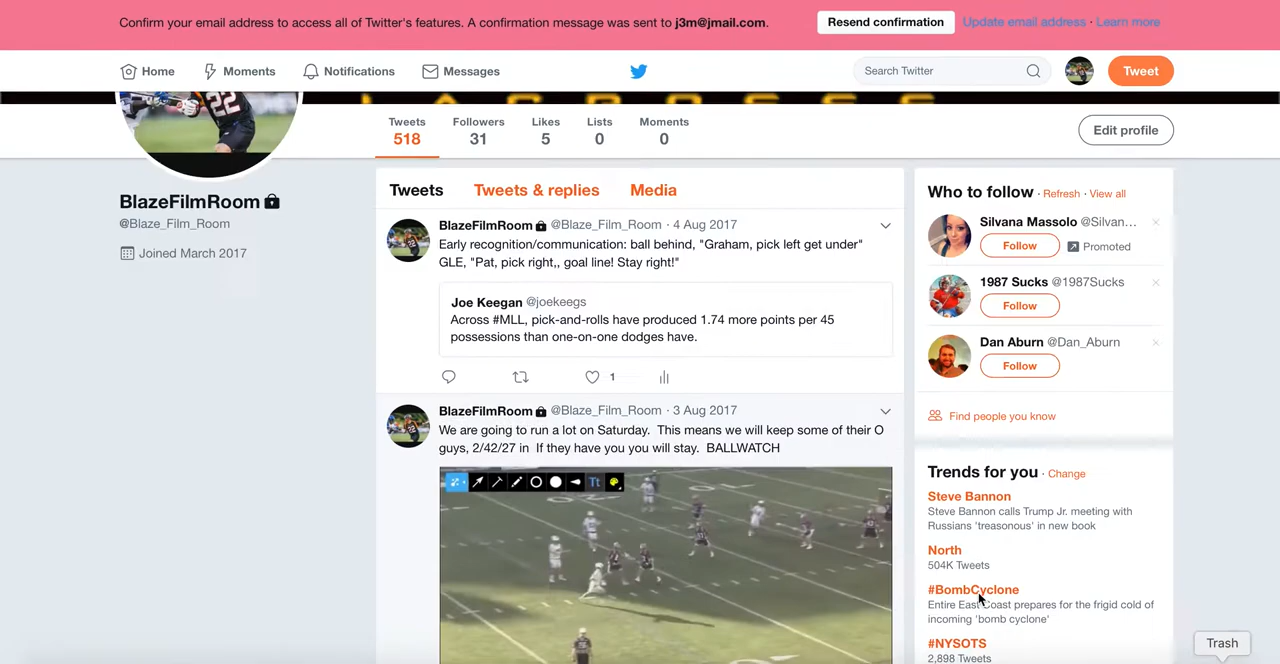 Confirm your email address to access all of Twitter's features. A confirmation message was sent to j3m@jmail.com. Resend confirmation Update email address · Learn more
Home Moments Notifications Messages Search Twitter Tweet
22 LACROSSE
Tweets Followers Likes Lists Moments
518 31 5 0 0 Edit profile
BlazeFilmRoom
@Blaze_Film_Room
Joined March 2017
Tweets Tweets & replies Media
BlazeFilmRoom @Blaze_Film_Room · 4 Aug 2017
Early recognition/communication: ball behind, "Graham, pick left get under"
GLE, "Pat, pick right,, goal line! Stay right!"
Joe Keegan @joekeegs
Across #MLL, pick-and-rolls have produced 1.74 more points per 45
possessions than one-on-one dodges have.
1
BlazeFilmRoom @Blaze_Film_Room · 3 Aug 2017
We are going to run a lot on Saturday. This means we will keep some of their O
guys, 2/42/27 in If they have you you will stay. BALLWATCH
Tt
Who to follow · Refresh · View all
Silvana Massolo @Silvan...
Follow Promoted
1987 Sucks @1987Sucks
Follow
Dan Aburn @Dan_Aburn
Follow
Find people you know
Trends for you · Change
Steve Bannon
Steve Bannon calls Trump Jr. meeting with
Russians 'treasonous' in new book
North
504K Tweets
#BombCyclone
Entire East Coast prepares for the frigid cold of
incoming 'bomb cyclone'
#NYSOTS
2,898 Tweets
Trash